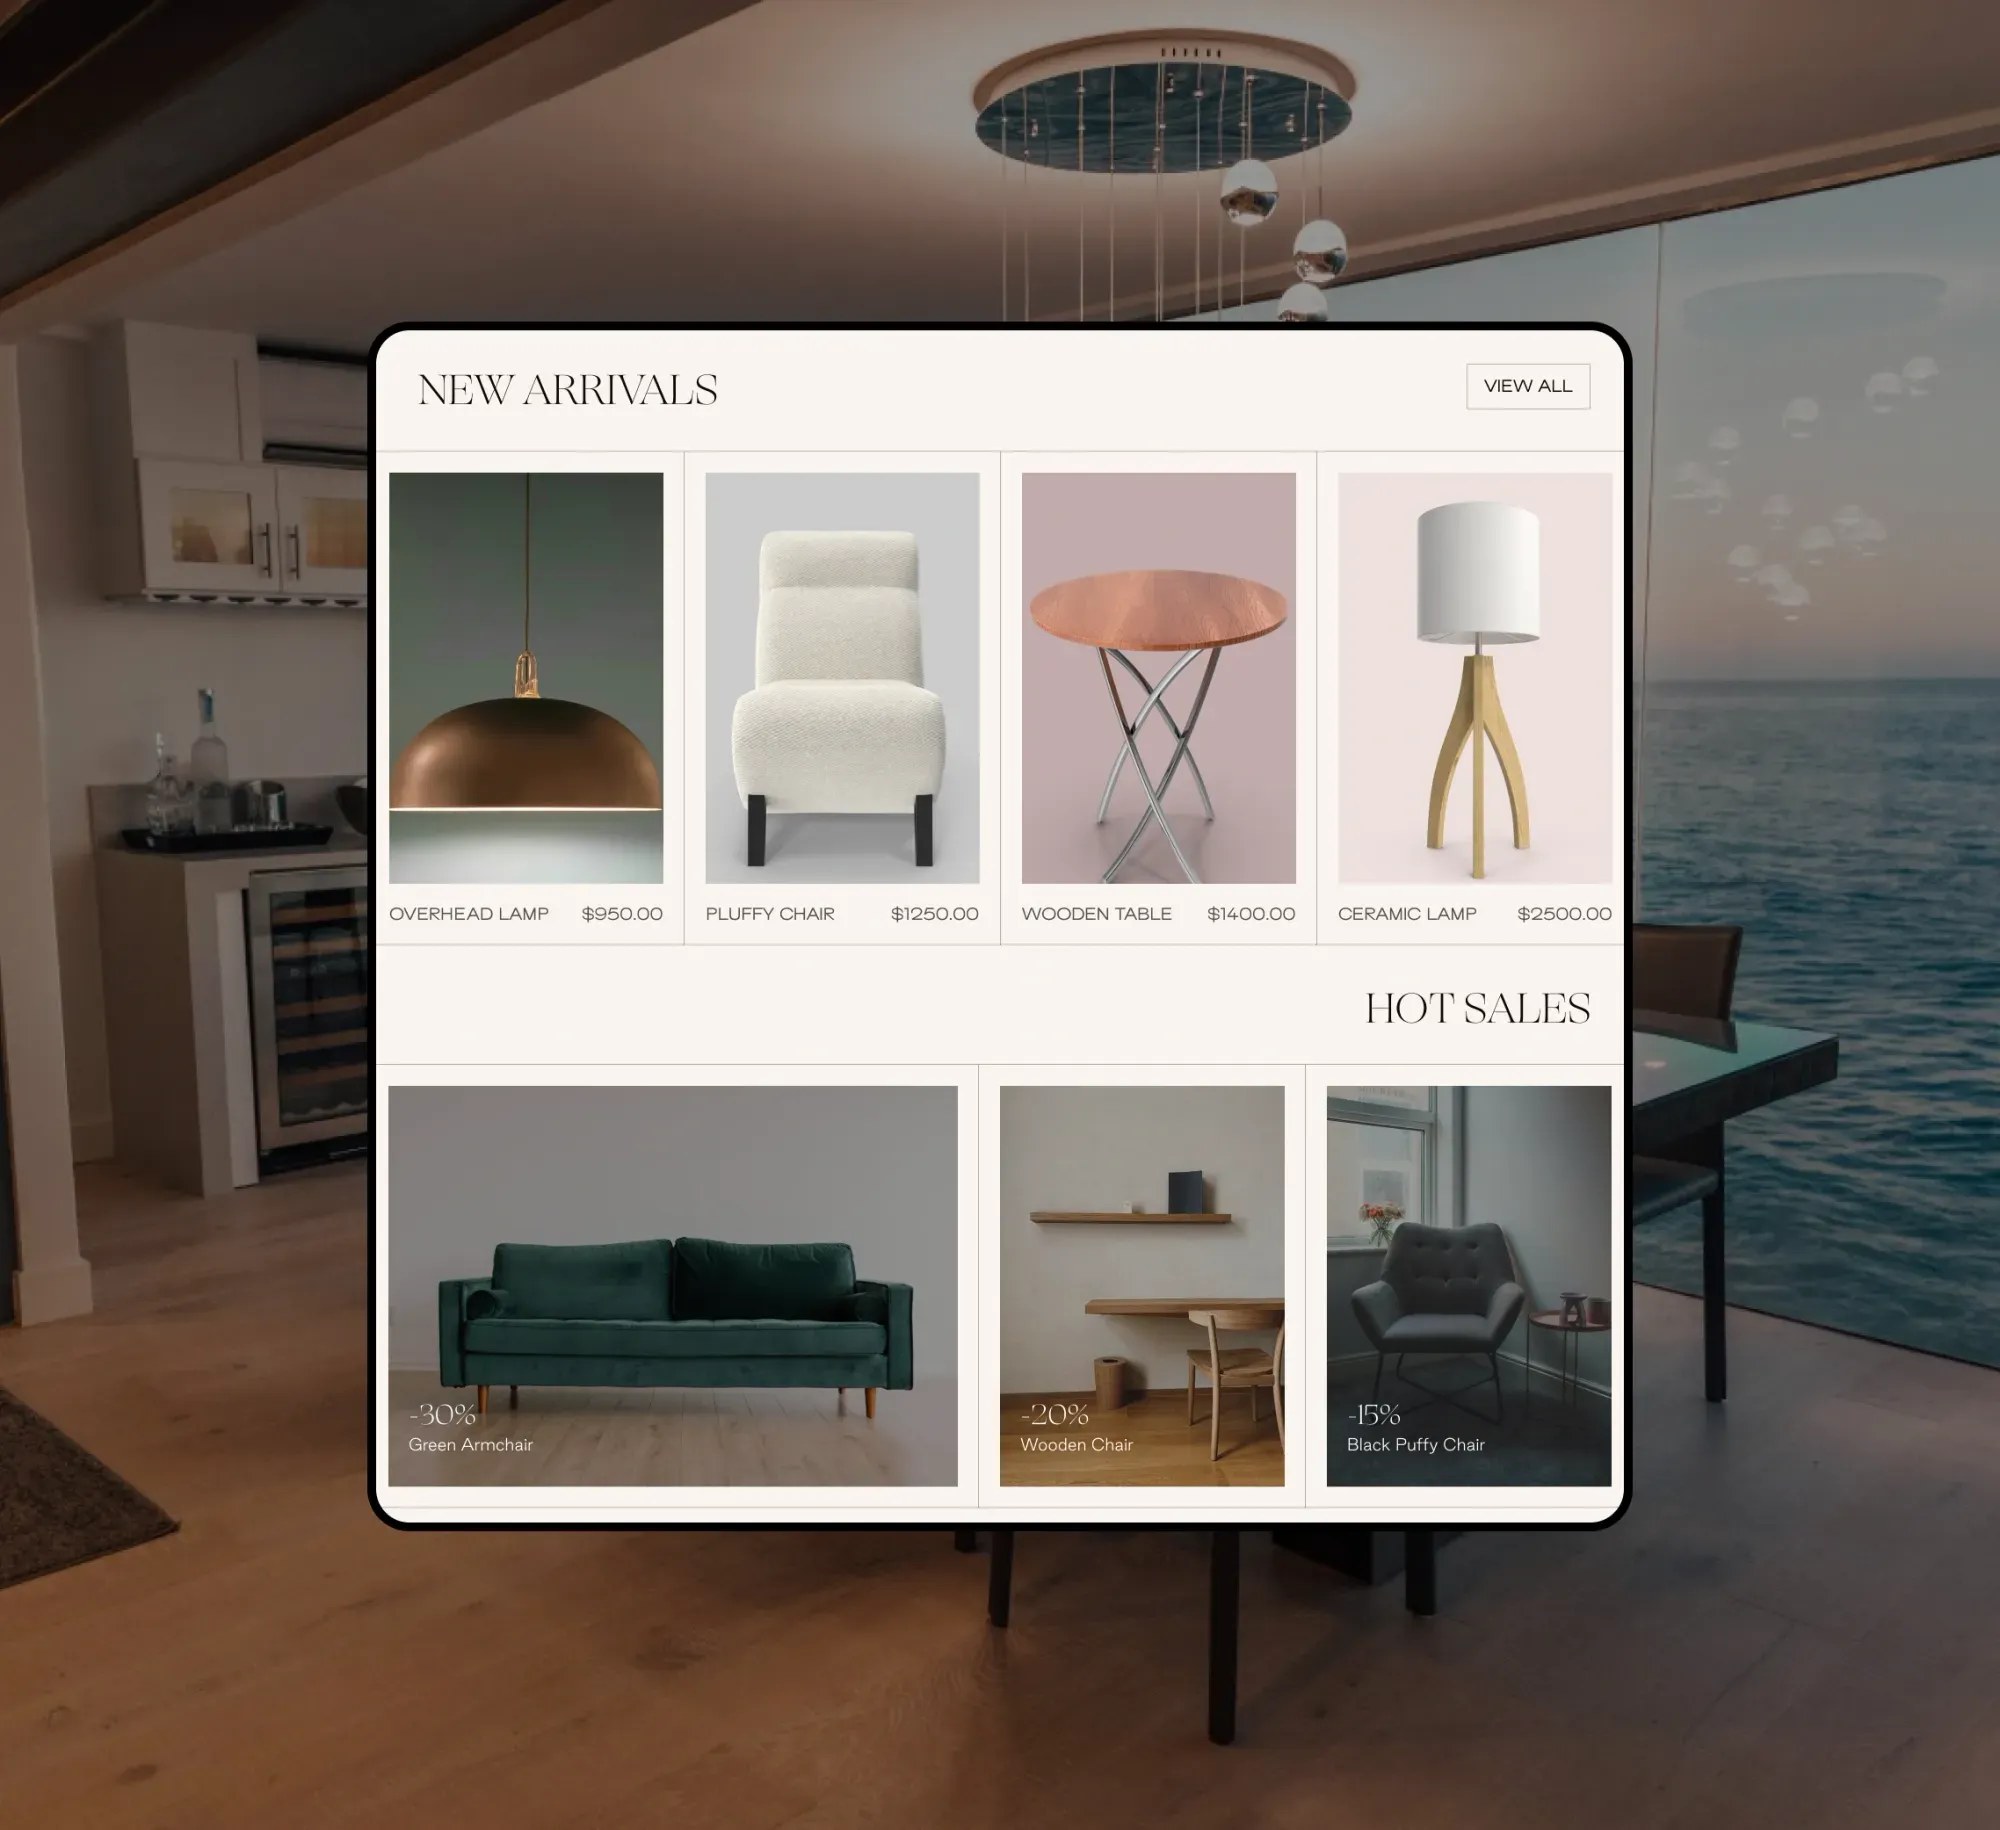 NEW ARRIVALS
VIEW ALL
OVERHEAD LAMP $950.00
PLUFFY CHAIR $1250.00
WOODEN TABLE $1400.00
CERAMIC LAMP $2500.00
HOT SALES
-30%
Green Armchair
-20%
Wooden Chair
-15%
Black Puffy Chair